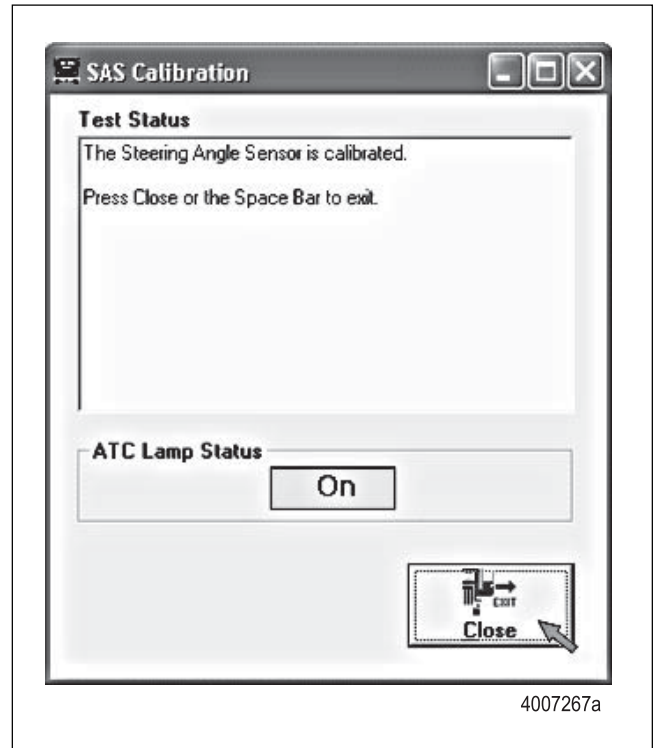 SAS Calibration
Test Status
The Steering Angle Sensor is calibrated.
Press Close or the Space Bar to exit.
ATC Lamp Status
On
EXIT
Close
4007267a